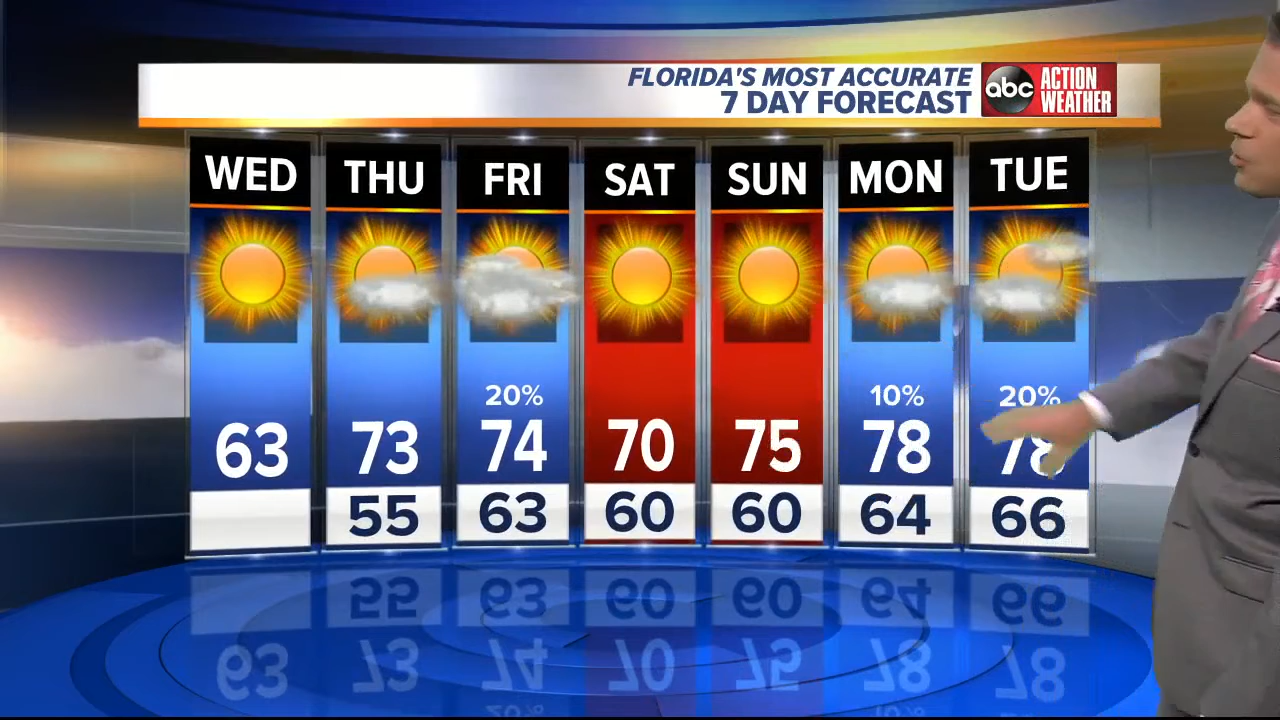 FLORIDA'S MOST ACCURATE
7 DAY FORECAST
abc ACTION
WEATHER
WED THU FRI SAT SUN MON TUE
20% 10% 20%
63 73 74 70 75 78 78
55 63 60 60 64 66